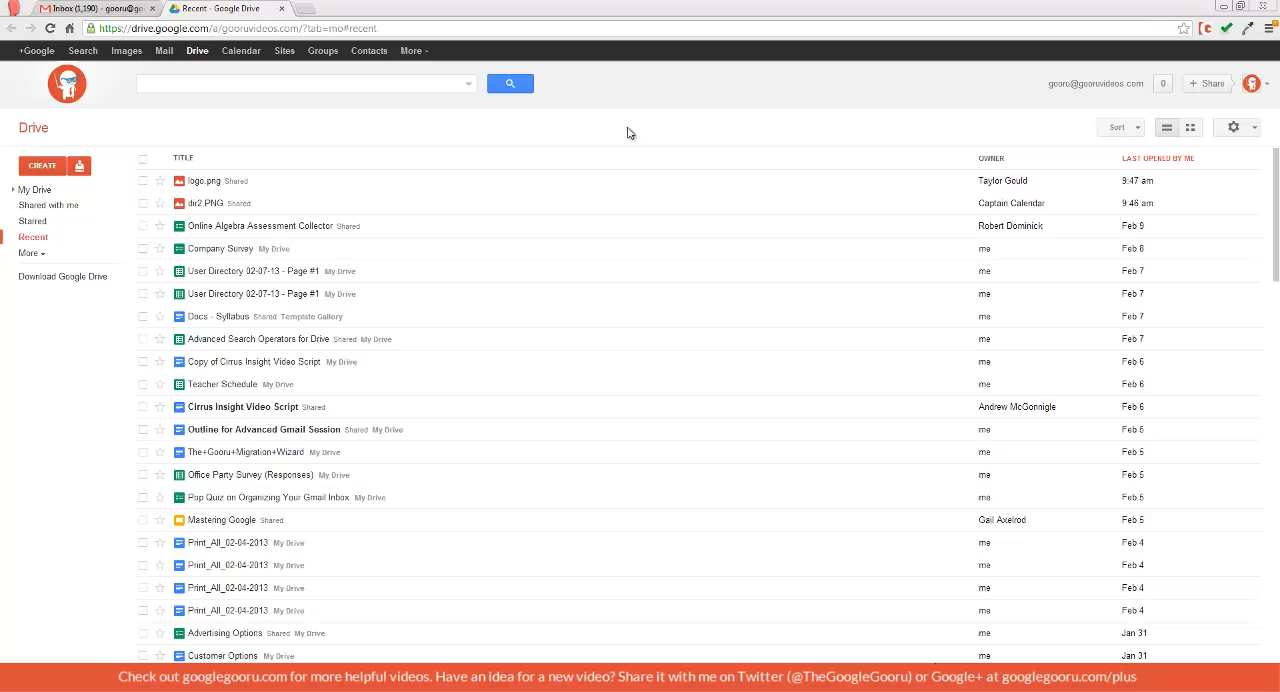 Inbox (1,190) - gooru@go
Recent - Google Drive
https://drive.google.com/a/gooruvideos.com/?tab=mo#recent
+Google Search Images Mail Drive Calendar Sites Groups Contacts More
gooru@gooruvideos.com 0 + Share
Drive Sort
CREATE
My Drive
Shared with me
Starred
Recent
More
Download Google Drive
TITLE OWNER LAST OPENED BY ME
logo.png Shared Taylor Gould 9:47 am
dir2.PNG Shared Captain Calendar 9:46 am
Online Algebra Assessment Collector Shared Robert Dominick Feb 9
Company Survey My Drive me Feb 8
User Directory 02-07-13 - Page #1 My Drive me Feb 7
User Directory 02-07-13 - Page #1 My Drive me Feb 7
Docs - Syllabus Shared Template Gallery me Feb 7
Advanced Search Operators for Drive Shared My Drive me Feb 7
Copy of Cirrus Insight Video Script My Drive me Feb 6
Teacher Schedule My Drive me Feb 6
Cirrus Insight Video Script Shared Andrew McGonnigle Feb 6
Outline for Advanced Gmail Session Shared My Drive me Feb 5
The+Gooru+Migration+Wizard My Drive me Feb 5
Office Party Survey (Responses) My Drive me Feb 5
Pop Quiz on Organizing Your Gmail Inbox My Drive me Feb 5
Mastering Google Shared Gail Axelrod Feb 5
Print_All_02-04-2013 My Drive me Feb 4
Print_All_02-04-2013 My Drive me Feb 4
Print_All_02-04-2013 My Drive me Feb 4
Print_All_02-04-2013 My Drive me Feb 4
Advertising Options Shared My Drive me Jan 31
Customer Options My Drive me Jan 31
Check out googlegooru.com for more helpful videos. Have an idea for a new video? Share it with me on Twitter (@TheGoogleGooru) or Google+ at googlegooru.com/plus